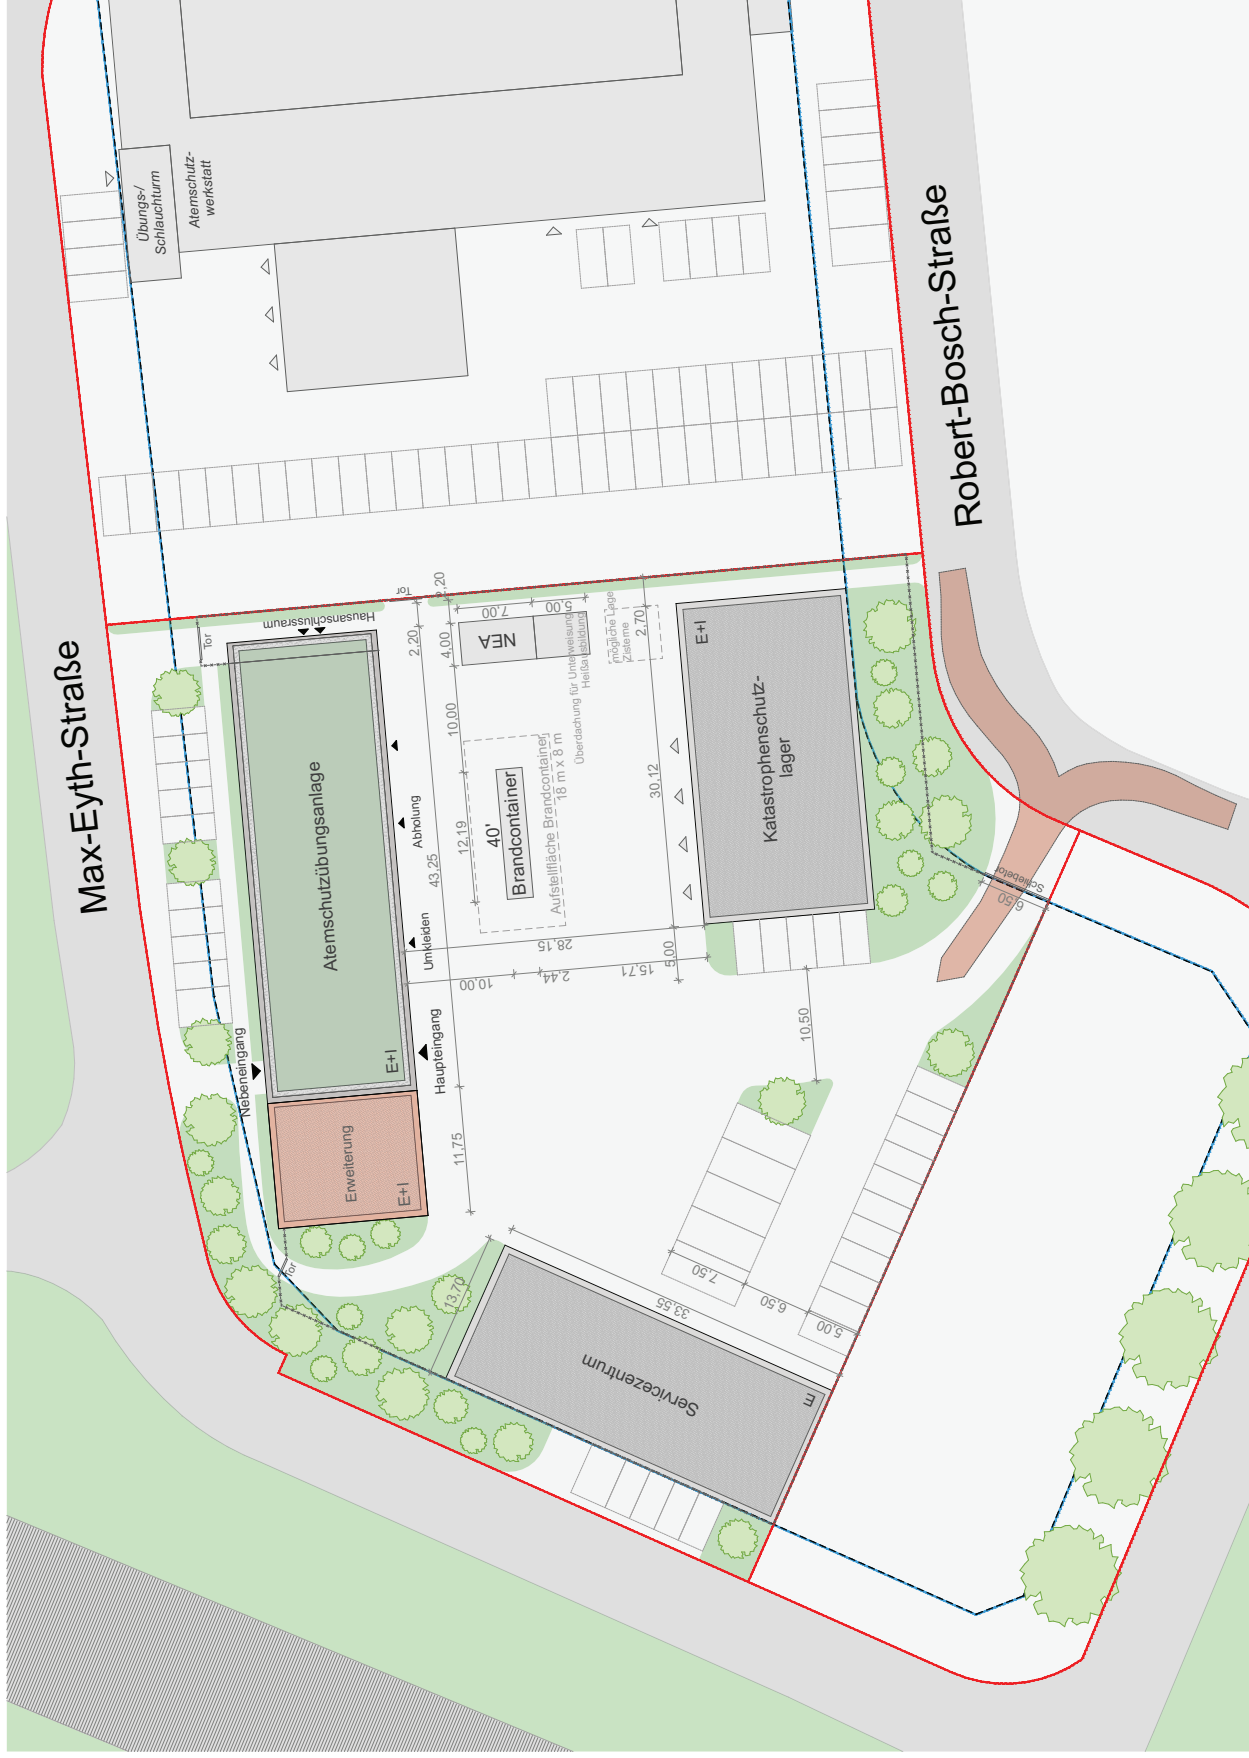 Übungs-/
Schlauchturm
Atemschutz-
werkstatt
Robert-Bosch-Straße
Max-Eyth-Straße
Tor
Hausanschlussraum
Tor
2,20
2,20
4,00
7,00
5,00
NEA
Überdachung für Unterweisung
Heißausbildung
mögliche Lage
Zisterne
2,70
E+I
Katastrophenschutz-
lager
Atemschutzübungsanlage
E+I
10,00
12,19
43,25
40'
Brandcontainer
Aufstellfläche Brandcontainer
18 m x 8 m
30,12
Abholung
Umkleiden
28,15
10,00
2,44
15,71
5,00
Haupteingang
Nebeneingang
Schiebetor
6,50
10,50
Erweiterung
E+I
11,75
Tor
13,70
33,55
7,50
6,50
5,00
Servicezentrum
E